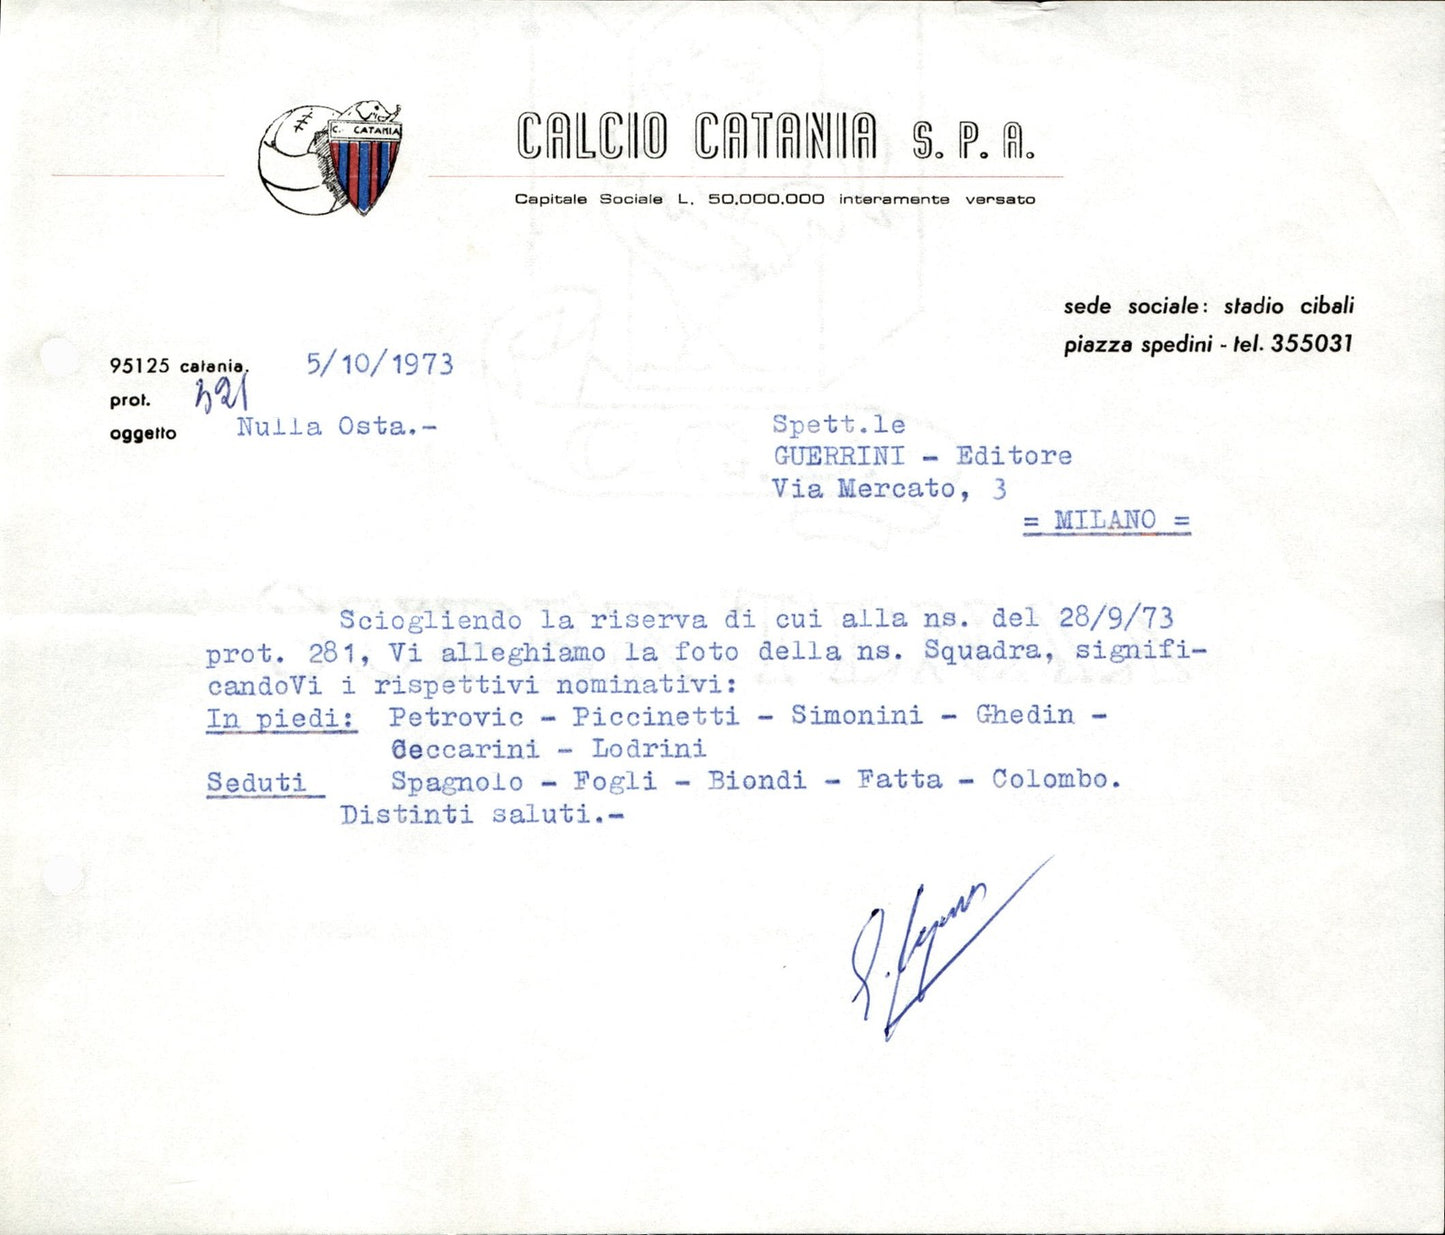 C. CATANIA
CALCIO CATANIA S. P. A.
Capitale Sociale L. 50.000.000 interamente versato
sede sociale: stadio cibali
piazza spedini - tel. 355031
95125 catania, 5/10/1973
prot. 321
oggetto Nulla Osta.-
Spett.le
GUERRINI - Editore
Via Mercato, 3
= MILANO =
Sciogliendo la riserva di cui alla ns. del 28/9/73
prot. 281, Vi alleghiamo la foto della ns. Squadra, signifi-
candoVi i rispettivi nominativi:
In piedi: Petrovic - Piccinetti - Simonini - Ghedin -
Ceccarini - Lodrini
Seduti Spagnolo - Fogli - Biondi - Fatta - Colombo.
Distinti saluti.-